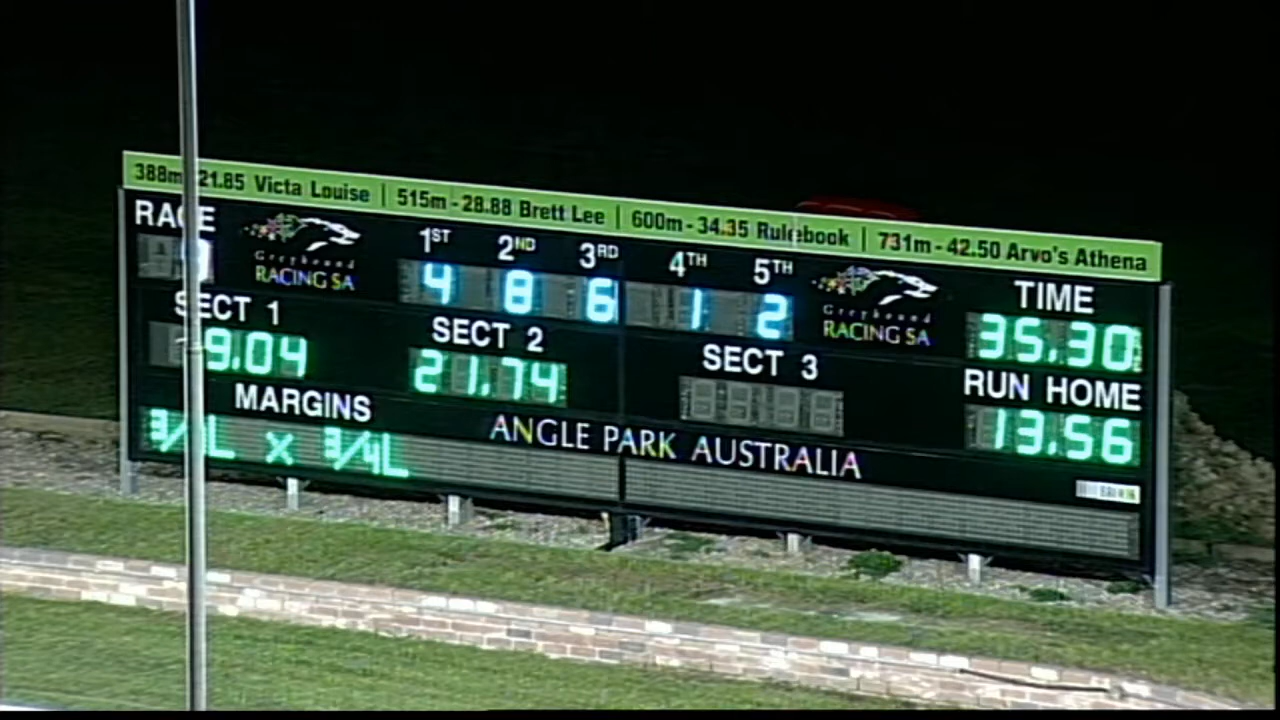 388m 21.85 Victa Louise | 515m - 28.88 Brett Lee | 600m - 34.35 Rulebook | 731m - 42.50 Arvo's Athena
RACE
Greyhound
RACING SA
1ST 2ND 3RD 4TH 5TH
4 8 6 1 2
Greyhound
RACING SA
TIME
35.30
SECT 1
9.04
SECT 2
21.74
SECT 3
RUN HOME
13.56
MARGINS
3/4L x 3/4L
ANGLE PARK AUSTRALIA